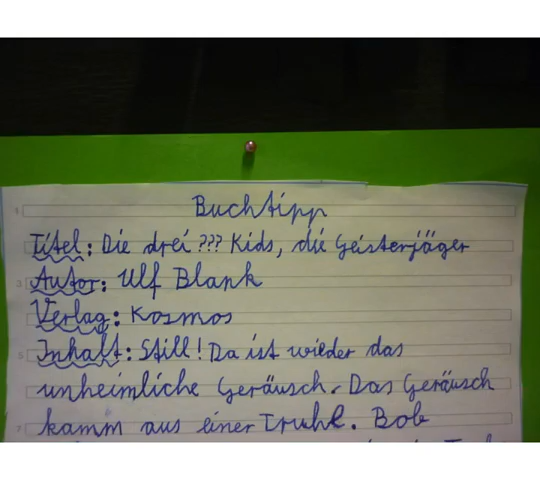 Buchtipp
Titel: Die drei ??? Kids, die Geisterjäger
Autor: Ulf Blank
Verlag: Kosmos
Inhalt: Still! Da ist wieder das
unheimliche Geräusch. Das Geräusch
kamm aus einer Truhe. Bob